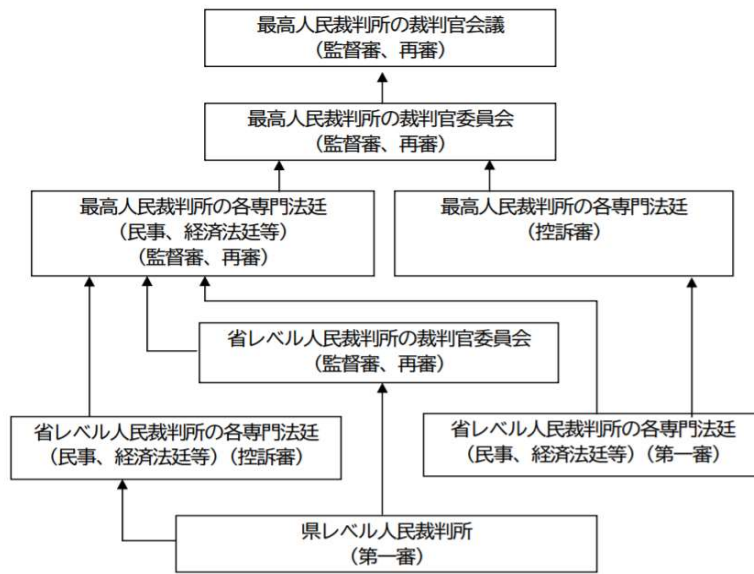 最高人民裁判所の裁判官会議
(監督審、再審)
最高人民裁判所の裁判官委員会
(監督審、再審)
最高人民裁判所の各専門法廷
(民事、経済法廷等)
(監督審、再審)
最高人民裁判所の各専門法廷
(控訴審)
省レベル人民裁判所の裁判官委員会
(監督審、再審)
省レベル人民裁判所の各専門法廷
(民事、経済法廷等)(控訴審)
省レベル人民裁判所の各専門法廷
(民事、経済法廷等)(第一審)
県レベル人民裁判所
(第一審)